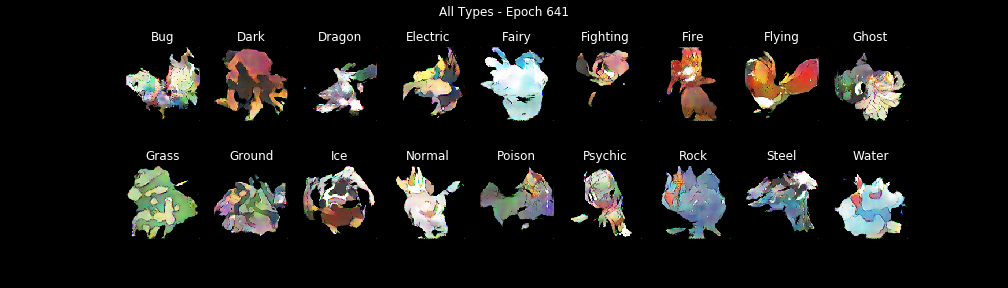 All Types - Epoch 641
Bug Dark Dragon Electric Fairy Fighting Fire Flying Ghost
Grass Ground Ice Normal Poison Psychic Rock Steel Water